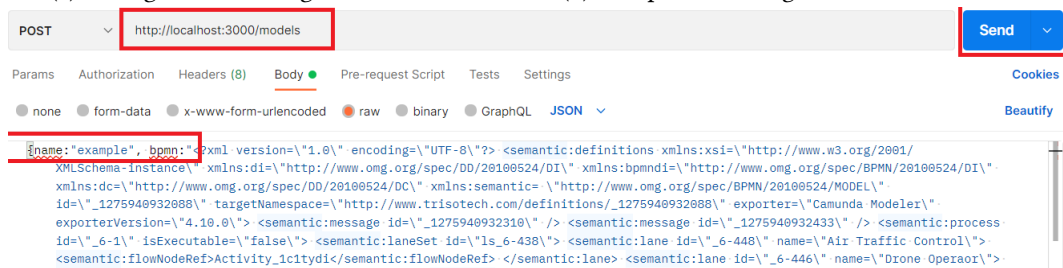 POST http://localhost:3000/models Send
Params Authorization Headers (8) Body Pre-request Script Tests Settings Cookies
none form-data x-www-form-urlencoded raw binary GraphQL JSON Beautify
{name:"example", bpmn:"<?xml version=\"1.0\" encoding=\"UTF-8\"?> <semantic:definitions xmlns:xsi=\"http://www.w3.org/2001/
XMLSchema-instance\" xmlns:di=\"http://www.omg.org/spec/DD/20100524/DI\" xmlns:bpmndi=\"http://www.omg.org/spec/BPMN/20100524/DI\"
xmlns:dc=\"http://www.omg.org/spec/DD/20100524/DC\" xmlns:semantic= \"http://www.omg.org/spec/BPMN/20100524/MODEL\"
id=\"_1275940932088\" targetNamespace=\"http://www.trisotech.com/definitions/_1275940932088\" exporter=\"Camunda Modeler\"
exporterVersion=\"4.10.0\"> <semantic:message id=\"_1275940932310\" /> <semantic:message id=\"_1275940932433\" /> <semantic:process
id=\"_6-1\" isExecutable=\"false\"> <semantic:laneSet id=\"ls_6-438\"> <semantic:lane id=\"_6-448\" name=\"Air Traffic Control\">
<semantic:flowNodeRef>Activity_1c1tydi</semantic:flowNodeRef> </semantic:lane> <semantic:lane id=\"_6-446\" name=\"Drone Operaor\">